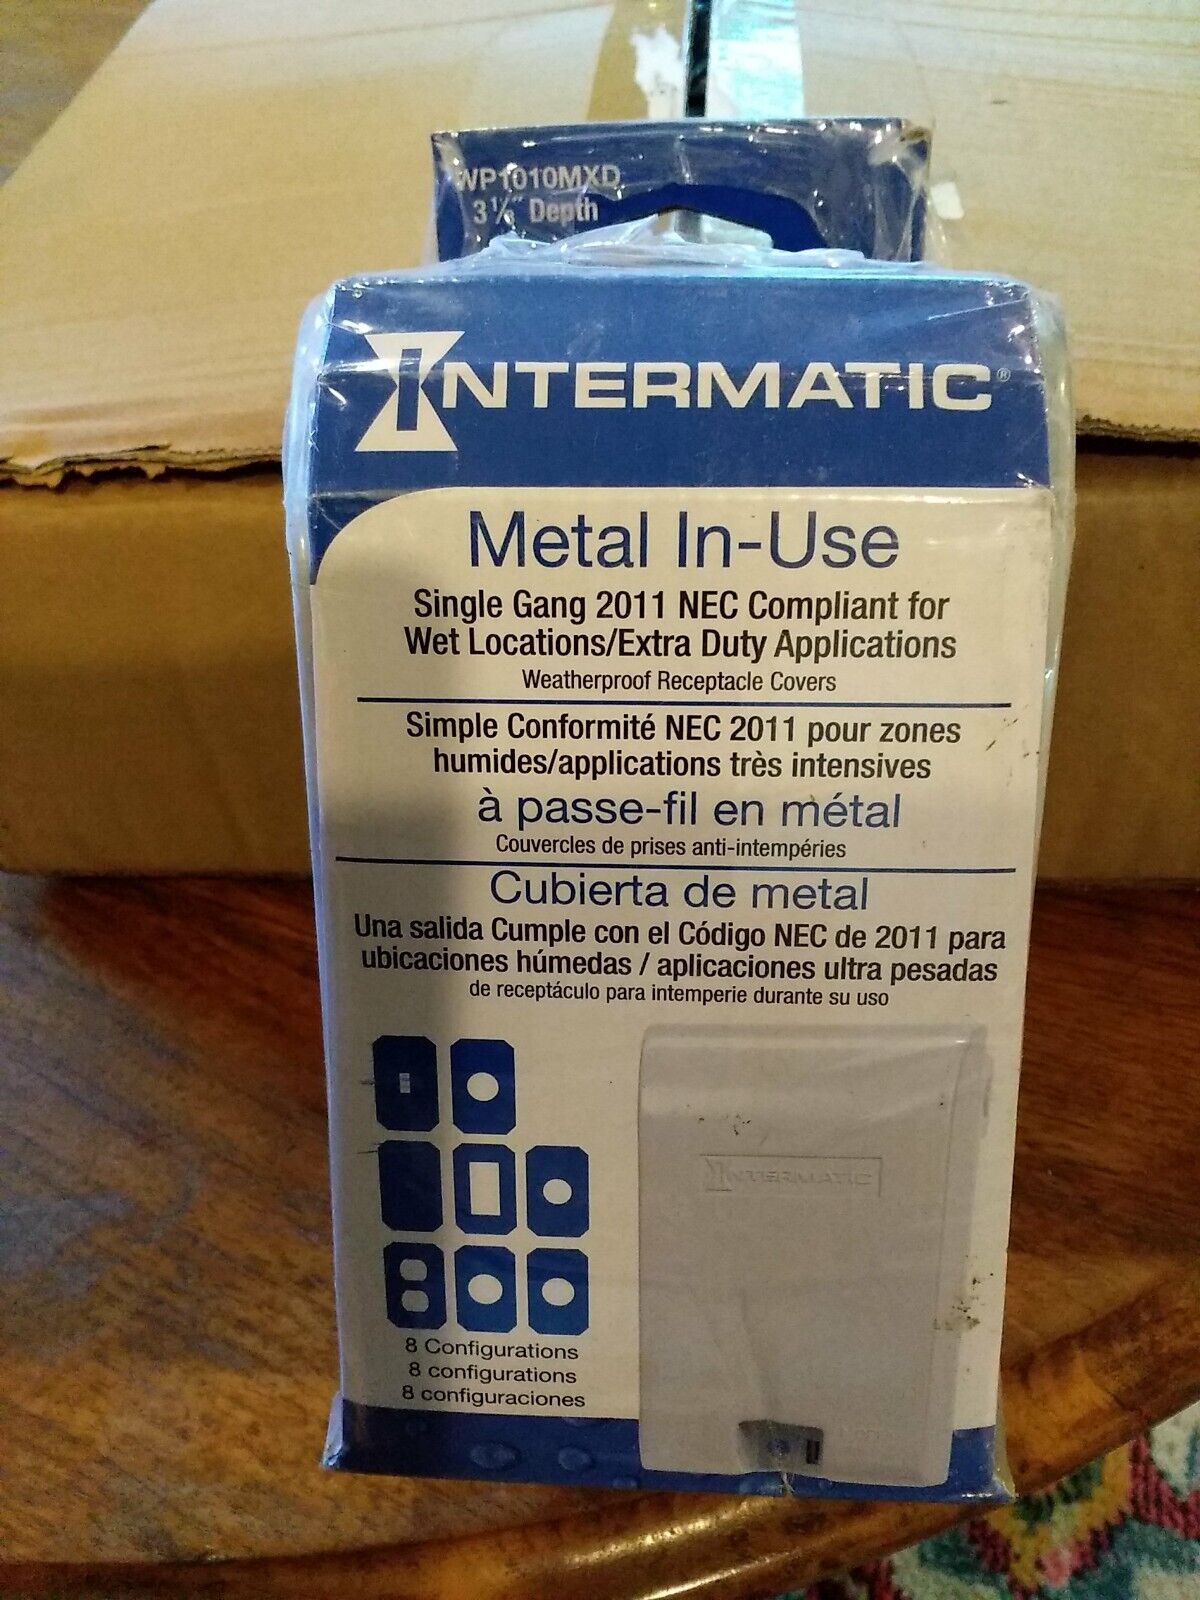 WP1010MXD
3⅛" Depth
INTERMATIC®
Metal In-Use
Single Gang 2011 NEC Compliant for
Wet Locations/Extra Duty Applications
Weatherproof Receptacle Covers
Simple Conformité NEC 2011 pour zones
humides/applications très intensives
à passe-fil en métal
Couvercles de prises anti-intempéries
Cubierta de metal
Una salida Cumple con el Código NEC de 2011 para
ubicaciones húmedas / aplicaciones ultra pesadas
de receptáculo para intemperie durante su uso
INTERMATIC
8 Configurations
8 configurations
8 configuraciones